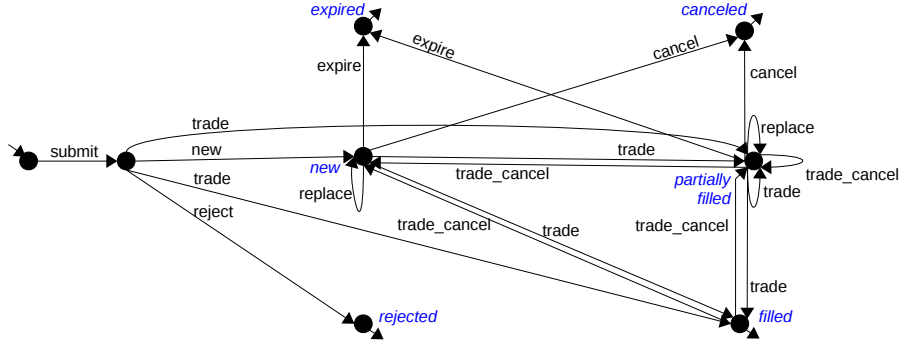 expired
canceled
expire
expire
cancel
cancel
trade
replace
submit
new
trade
new
trade_cancel
trade_cancel
trade
partially
filled
trade
replace
reject
trade_cancel
trade
trade_cancel
trade
rejected
filled